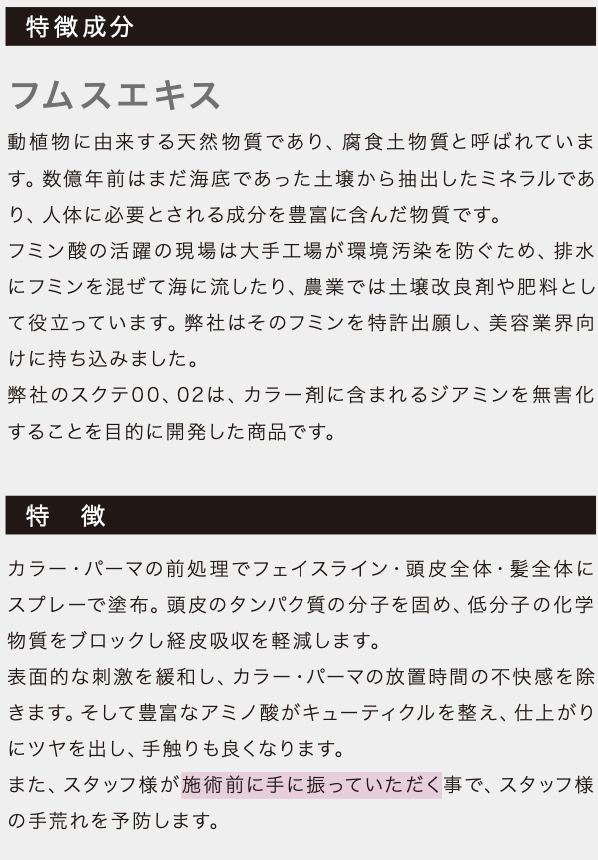 特徴成分
フムスエキス
動植物に由来する天然物質であり、腐食土物質と呼ばれていま
す。数億年前はまだ海底であった土壌から抽出したミネラルであ
り、人体に必要とされる成分を豊富に含んだ物質です。
フミン酸の活躍の現場は大手工場が環境汚染を防ぐため、排水
にフミンを混ぜて海に流したり、農業では土壌改良剤や肥料とし
て役立っています。弊社はそのフミンを特許出願し、美容業界向
けに持ち込みました。
弊社のスクテ00、02は、カラー剤に含まれるジアミンを無害化
することを目的に開発した商品です。
特　徴
カラー・パーマの前処理でフェイスライン・頭皮全体・髪全体に
スプレーで塗布。頭皮のタンパク質の分子を固め、低分子の化学
物質をブロックし経皮吸収を軽減します。
表面的な刺激を緩和し、カラー・パーマの放置時間の不快感を除
きます。そして豊富なアミノ酸がキューティクルを整え、仕上がり
にツヤを出し、手触りも良くなります。
また、スタッフ様が施術前に手に振っていただく事で、スタッフ様
の手荒れを予防します。